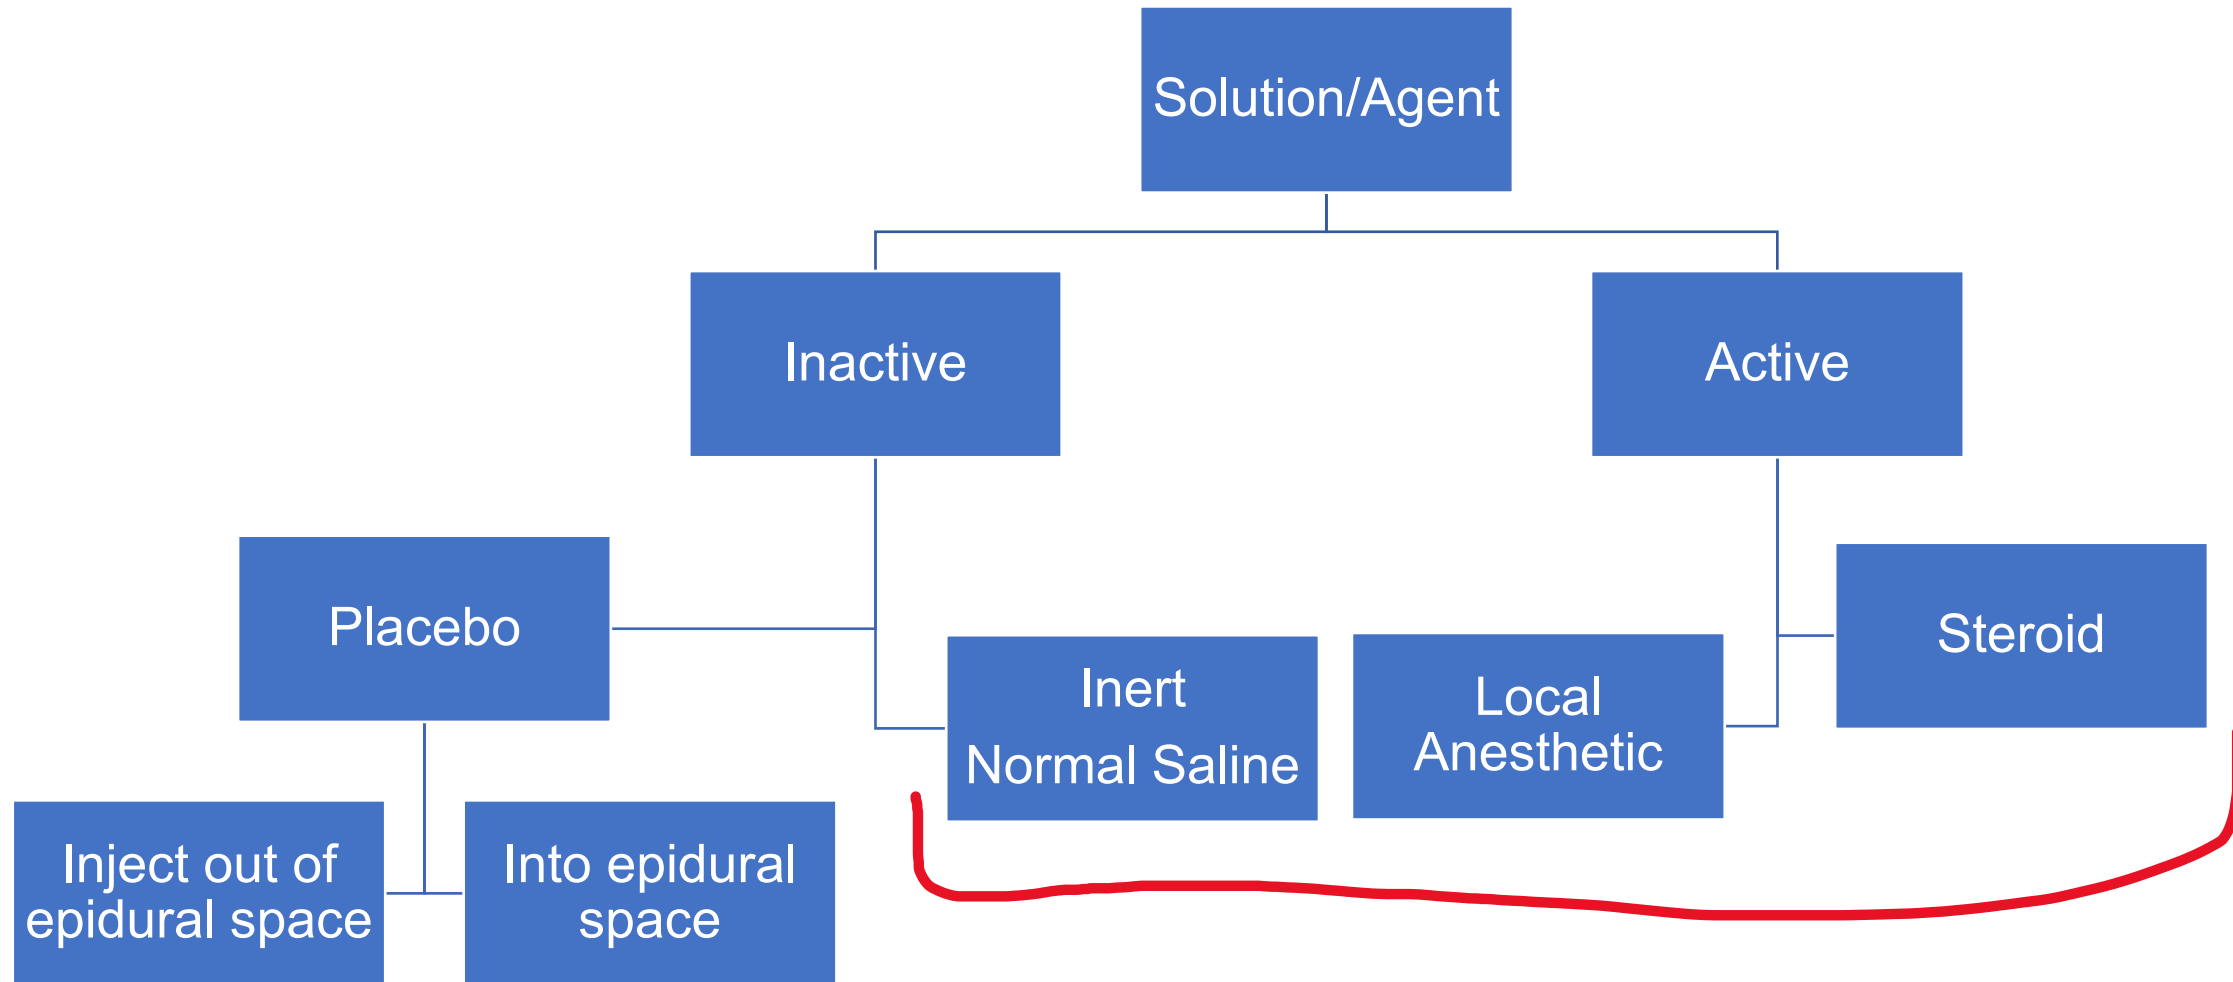 Solution/Agent
Inactive
Active
Placebo
Steroid
Inert
Normal Saline
Local
Anesthetic
Inject out of
epidural space
Into epidural
space